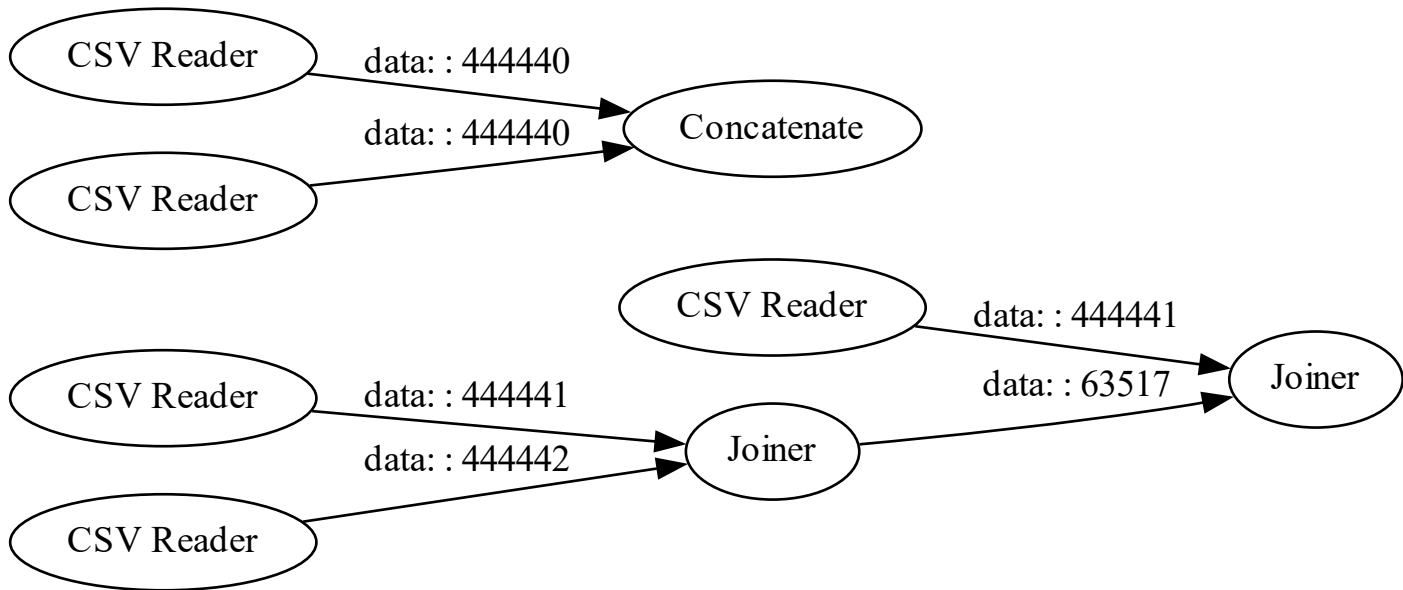 CSV Reader
data: : 444440
Concatenate
data: : 444440
CSV Reader
CSV Reader
data: : 444441
Joiner
data: : 63517
CSV Reader
data: : 444441
Joiner
data: : 444442
CSV Reader